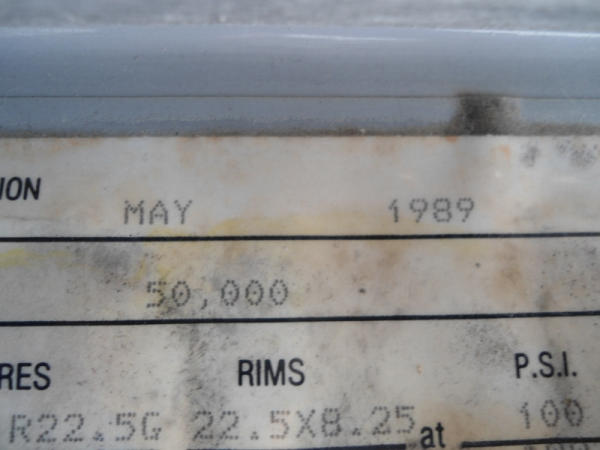 ION
MAY 1989
50,000
RES RIMS P.S.I.
R22.5G 22.5X8.25 at 100